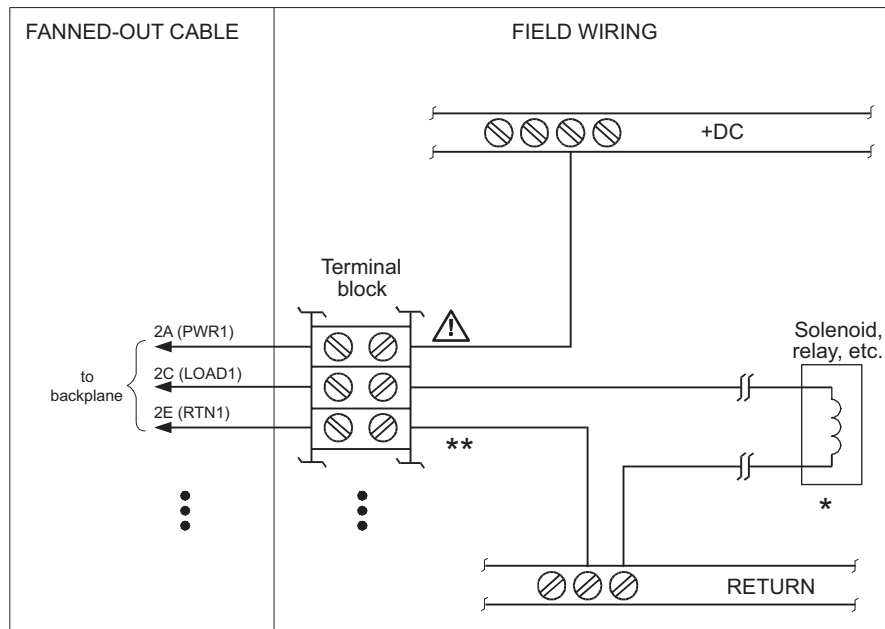 FANNED-OUT CABLE
FIELD WIRING
+DC
Terminal
block
2A (PWR1)
2C (LOAD1)
2E (RTN1)
to
backplane
Solenoid,
relay, etc.
**
*
RETURN